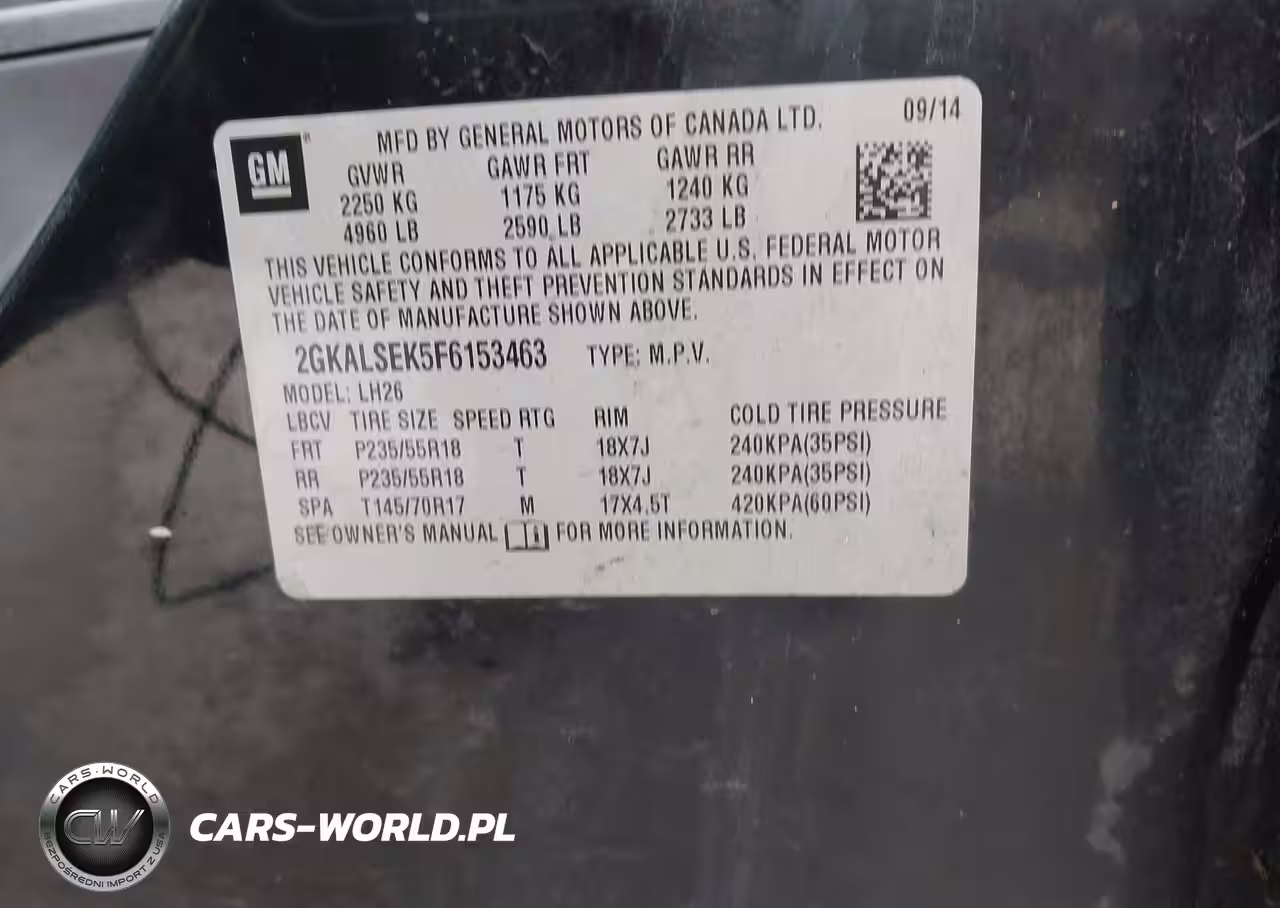 GM
MFD BY GENERAL MOTORS OF CANADA LTD.
09/14
GVWR GAWR FRT GAWR RR
2250 KG 1175 KG 1240 KG
4960 LB 2590 LB 2733 LB
THIS VEHICLE CONFORMS TO ALL APPLICABLE U.S. FEDERAL MOTOR
VEHICLE SAFETY AND THEFT PREVENTION STANDARDS IN EFFECT ON
THE DATE OF MANUFACTURE SHOWN ABOVE.
2GKALSEK5F6153463 TYPE: M.P.V.
MODEL: LH26
LBCV TIRE SIZE SPEED RTG RIM COLD TIRE PRESSURE
FRT P235/55R18 T 18X7J 240KPA(35PSI)
RR P235/55R18 T 18X7J 240KPA(35PSI)
SPA T145/70R17 M 17X4.5T 420KPA(60PSI)
SEE OWNER'S MANUAL FOR MORE INFORMATION.
CARS-WORLD
CW
BEZPOŚREDNI IMPORT Z USA
CARS-WORLD.PL